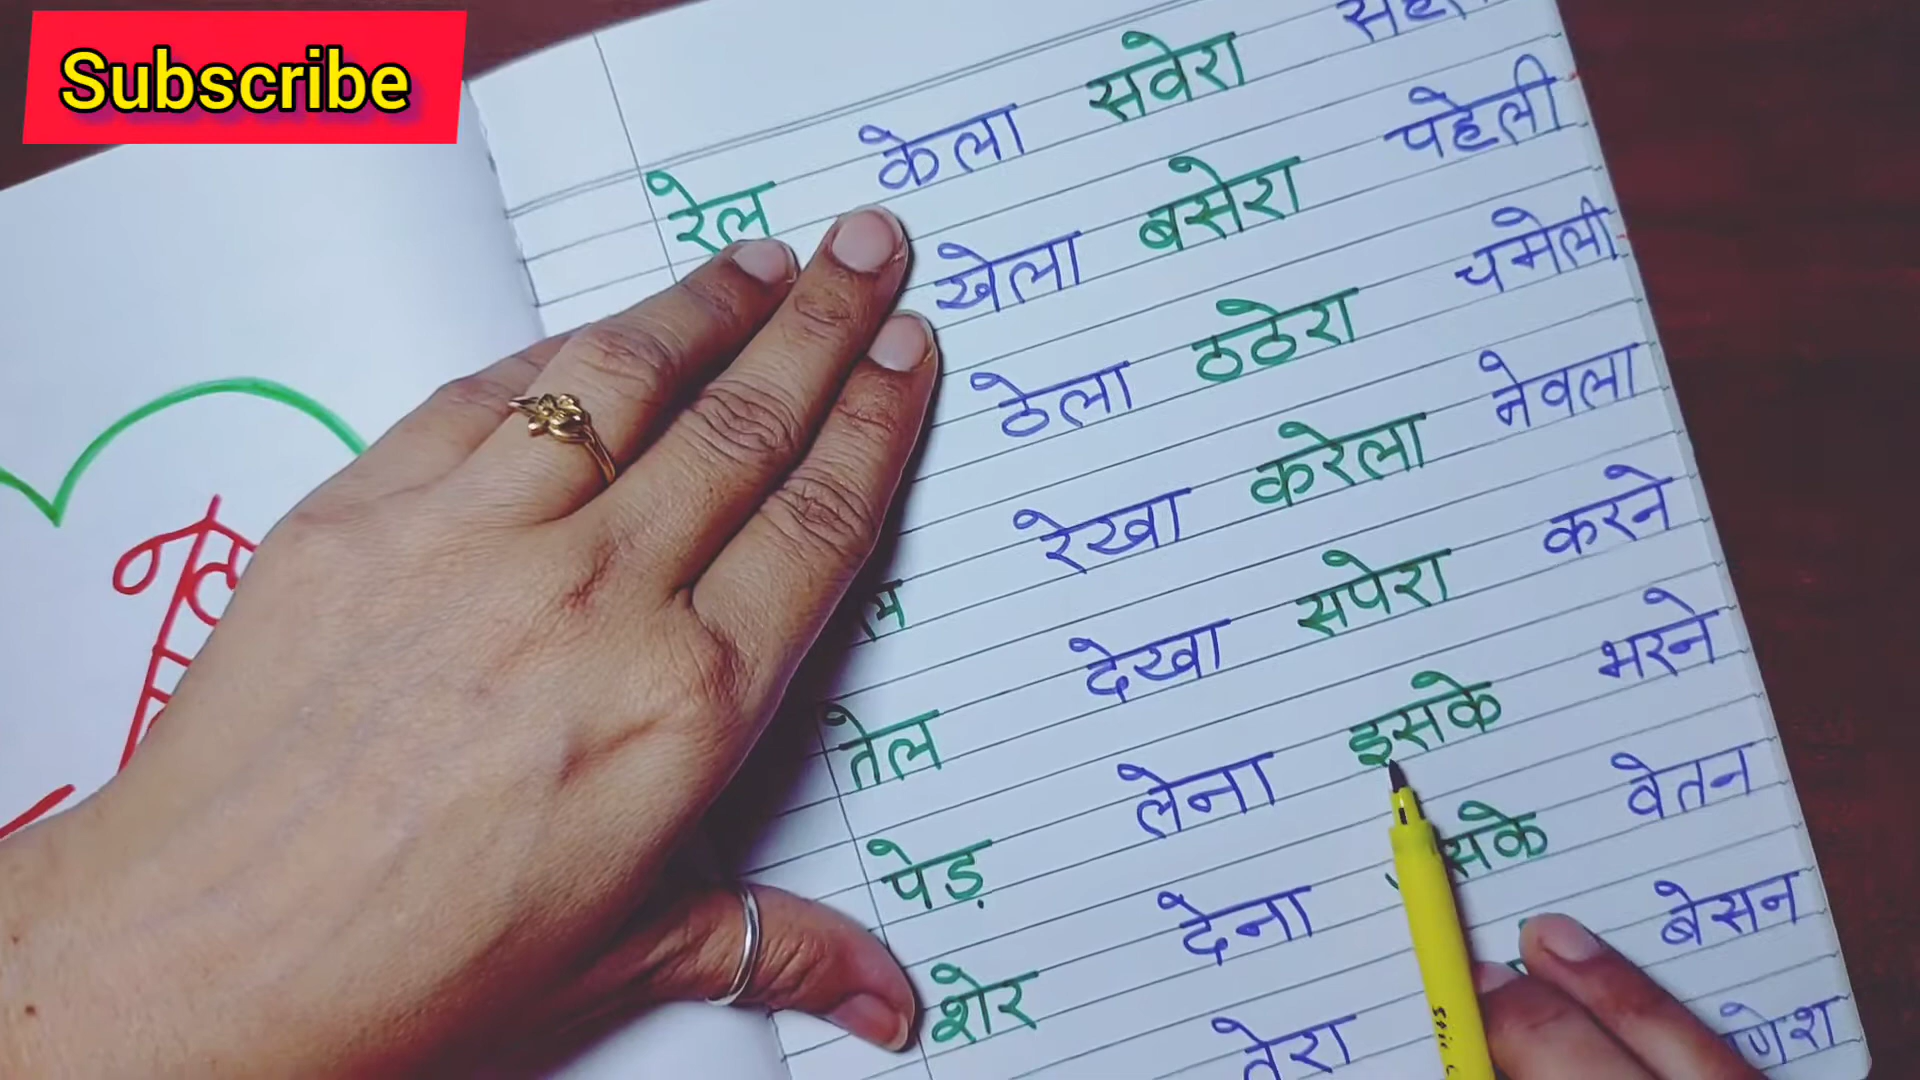 Subscribe
रेल केला सवेरा
खेला बसेरा पहेली
ठेला ठठेरा चमेली
रेखा करेला नेवला
देखा सपेरा करने
तेल लेना इसके भरने
पेड़ देना वेतन
शेर तेरा बेसन